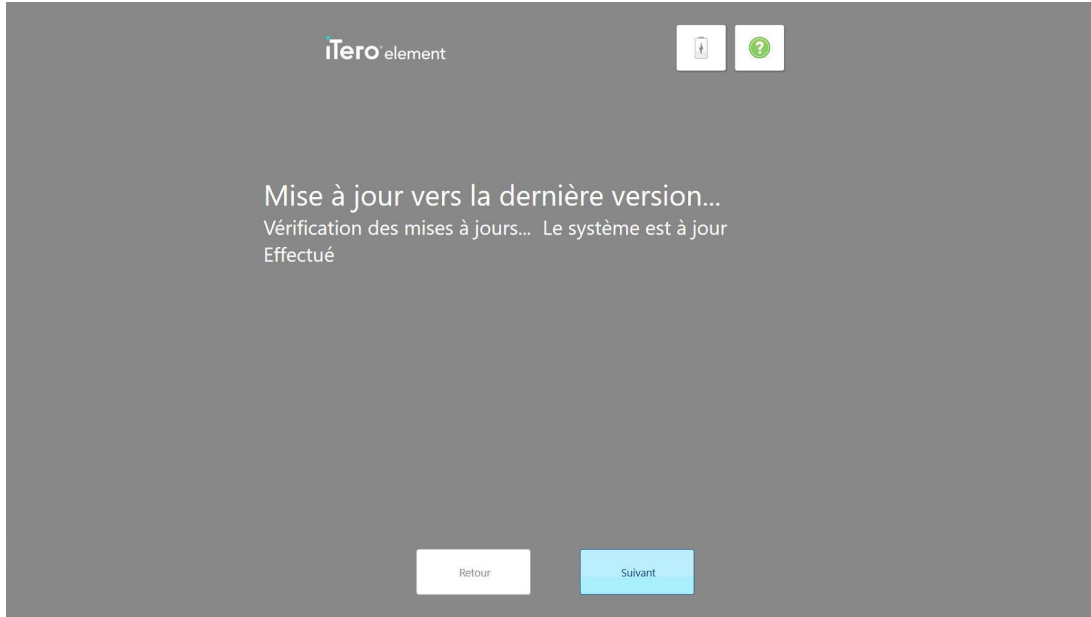 iTero element
?
Mise à jour vers la dernière version...
Vérification des mises à jours... Le système est à jour
Effectué
Retour
Suivant